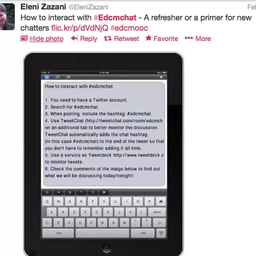 Eleni Zazani @EleniZazani Fe
How to interact with #Edcmchat - A refresher or a primer for new
chatters flic.kr/p/dVdNjQ #edcmooc
Hide photo Reply Retweet Favorite More
How to interact with #edcmchat
1. You need to have a Twitter account.
2. Search for #edcmchat.
3. When posting, include the hashtag: #edcmchat.
4. Use TweetChat (http://tweetchat.com/room/edcmch
on an additional tab to better monitor the discussion.
TweetChat automatically adds the chat hashtag
(in this case #edcmchat) to the end of the tweet so that
you don't have to remember adding it all time.
5. Use a service as Tweetdeck http://www.tweetdeck.c
to monitor tweets.
6. Check the comments of the image below to find out
what we will be discussing today/tonight!